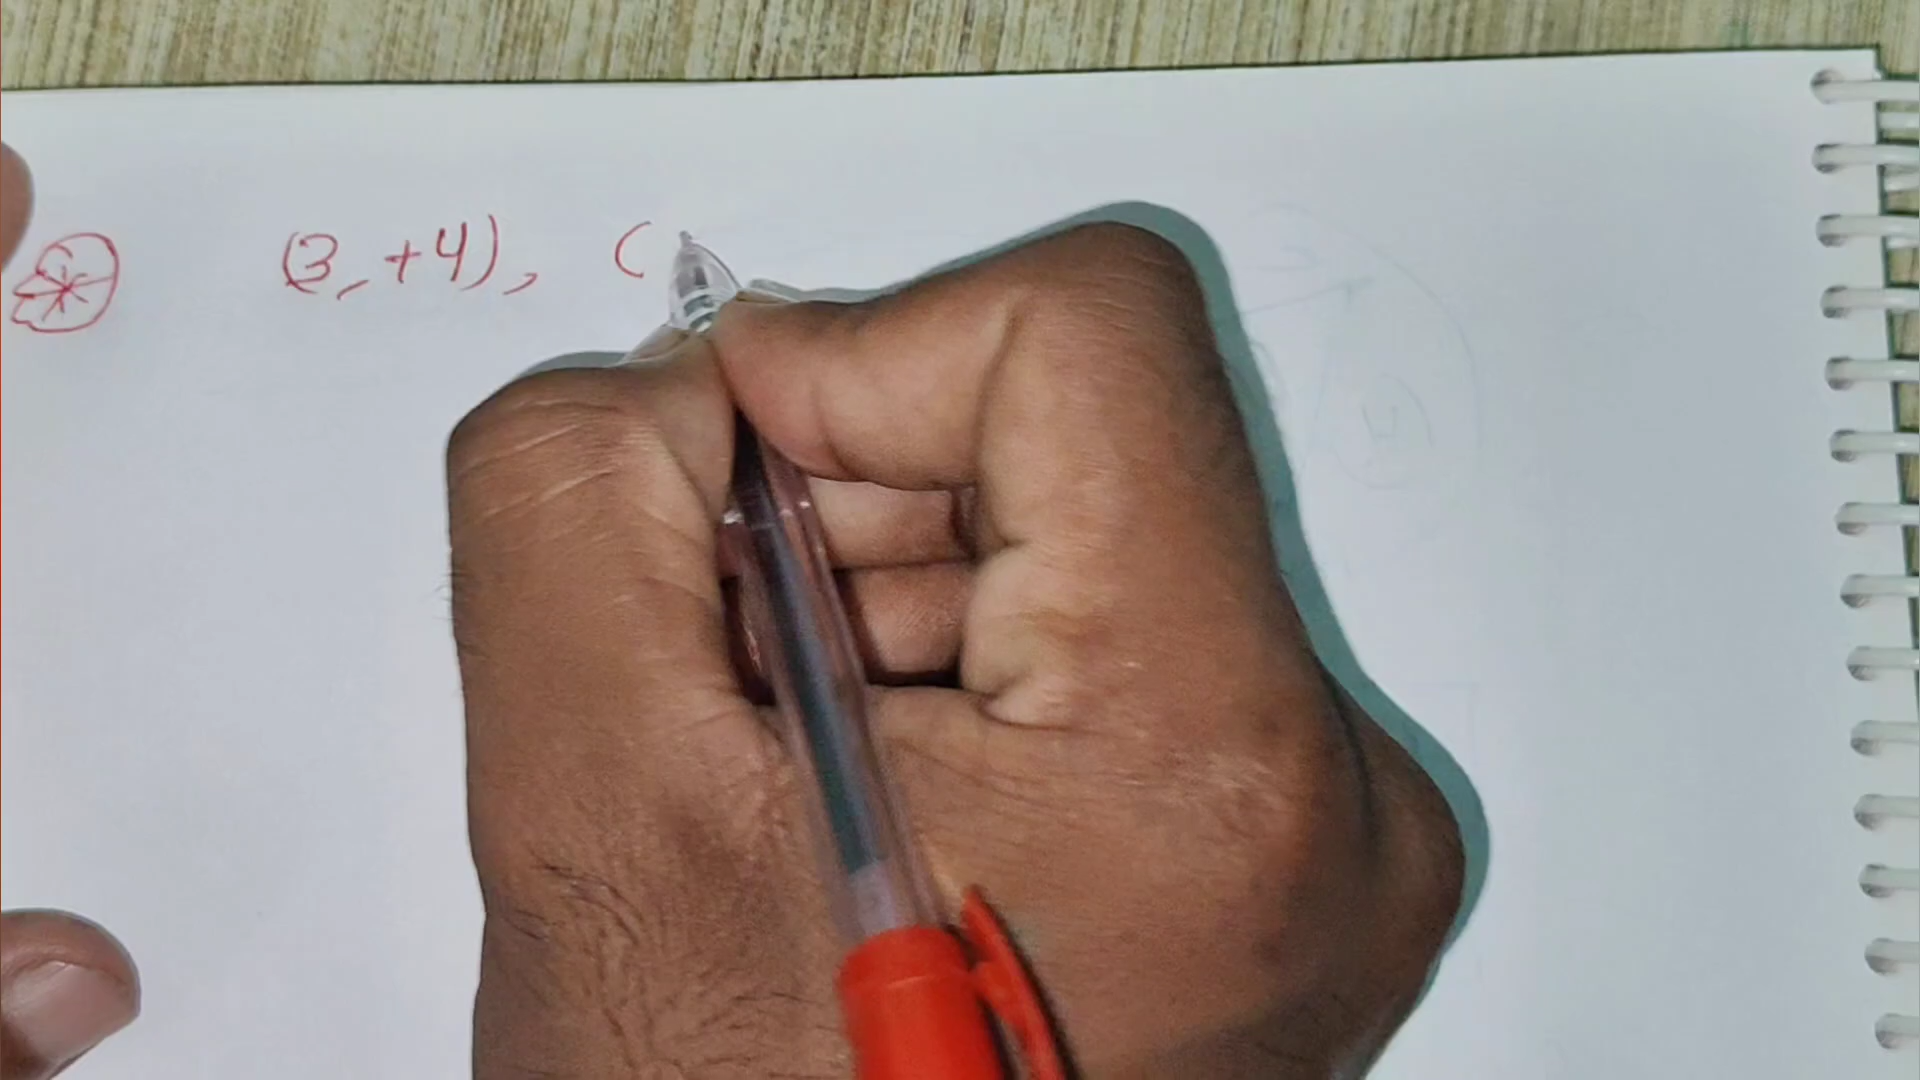 (3, +4), (